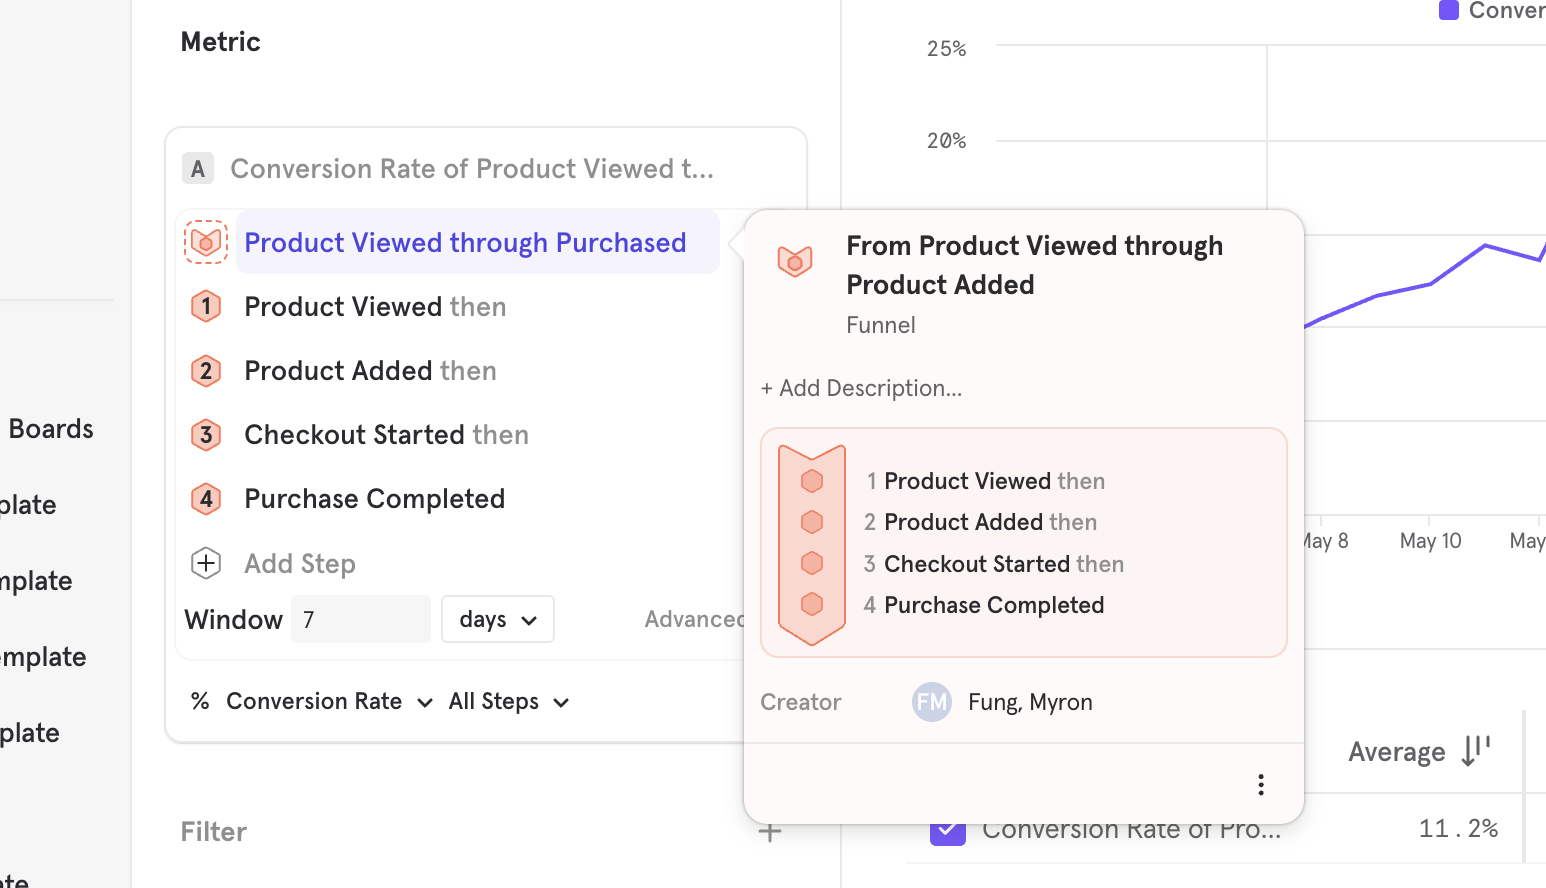 Metric
A Conversion Rate of Product Viewed t...
Product Viewed through Purchased
1 Product Viewed then
2 Product Added then
3 Checkout Started then
4 Purchase Completed
Add Step
Window 7 days Advanced
% Conversion Rate All Steps
Filter
Boards
plate
mplate
emplate
plate
ate
From Product Viewed through
Product Added
Funnel
+ Add Description...
1 Product Viewed then
2 Product Added then
3 Checkout Started then
4 Purchase Completed
Creator FM Fung, Myron
Conver
25%
20%
May 8 May 10 May
Average
Conversion Rate of Pro... 11.2%